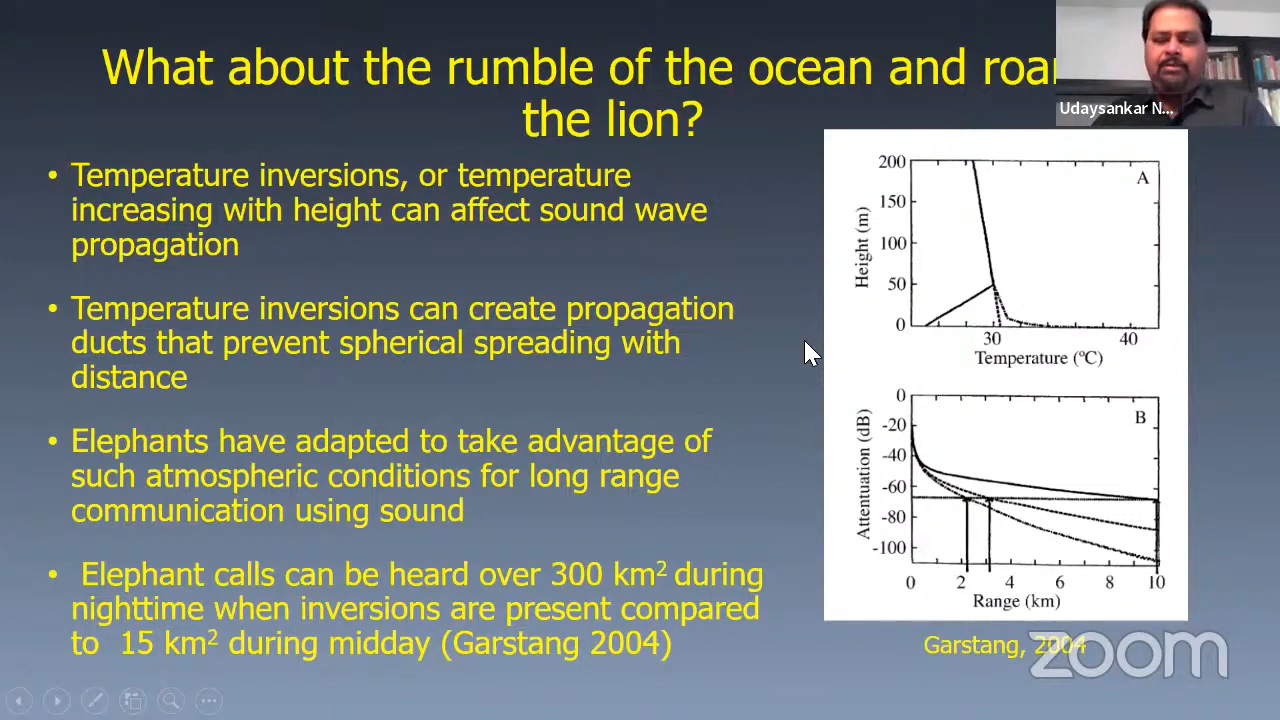 What about the rumble of the ocean and roar
the lion?
Udaysankar N...
• Temperature inversions, or temperature
increasing with height can affect sound wave
propagation
• Temperature inversions can create propagation
ducts that prevent spherical spreading with
distance
• Elephants have adapted to take advantage of
such atmospheric conditions for long range
communication using sound
• Elephant calls can be heard over 300 km² during
nighttime when inversions are present compared
to 15 km² during midday (Garstang 2004)
A
Height (m)
200
150
100
50
0
30 40
Temperature (ºC)
B
Attentuation (dB)
0
-20
-40
-60
-80
-100
0 2 4 6 8 10
Range (km)
Garstang, 2004
zoom